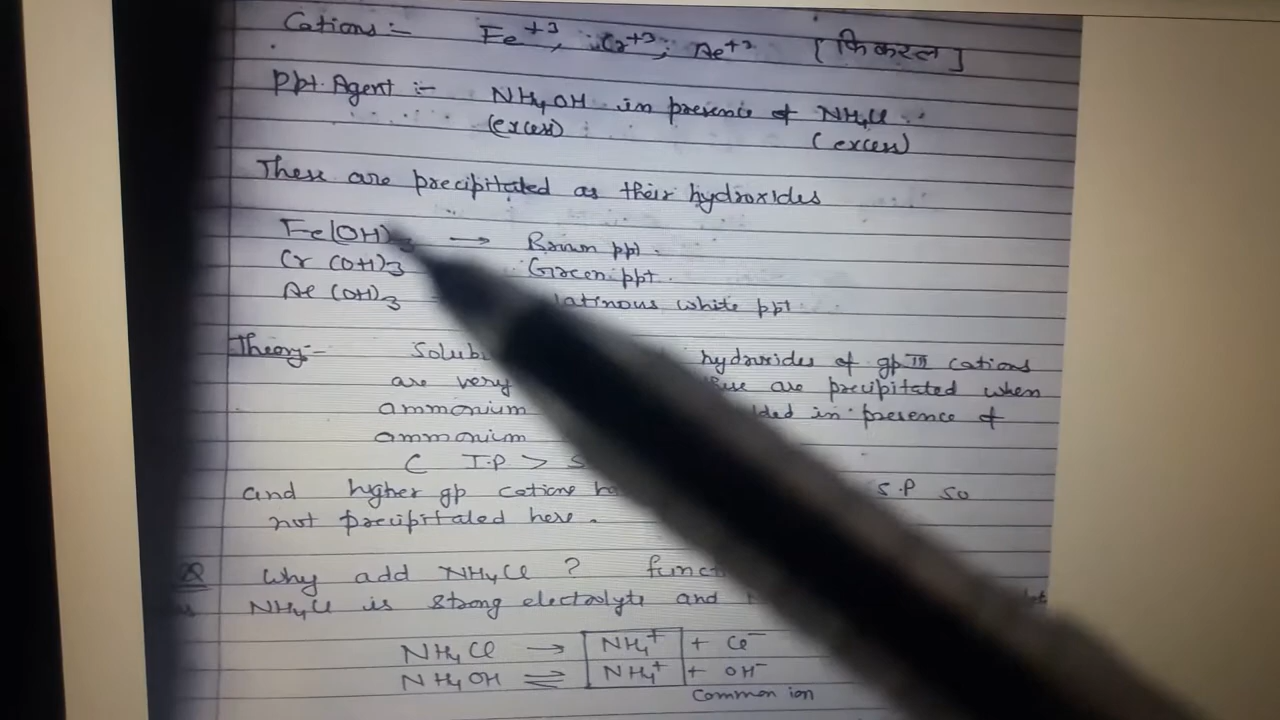 Cations :- Fe+3, Cr+3, Al+3 [ फिकरल ]
ppt. Agent :- NH4OH in presence of NH4Cl.
(excess) (excess)
These are precipitated as their hydroxides
Fe(OH)3 → Brown ppt.
Cr (OH)3 Green ppt.
Al (OH)3 latinous white ppt
Theory :- Solubi hydroxides of gp III cations
are very are precipitated when
ammonium in presence of
ammonium
C I.P > S
and higher gp cations S.P so
not precipitated here.
Q Why add NH4Cl ? funct
NH4Cl is strong electrolyte and
NH4Cl → NH4+ + Cl-
NH4OH ⇌ NH4+ + OH-
Common ion